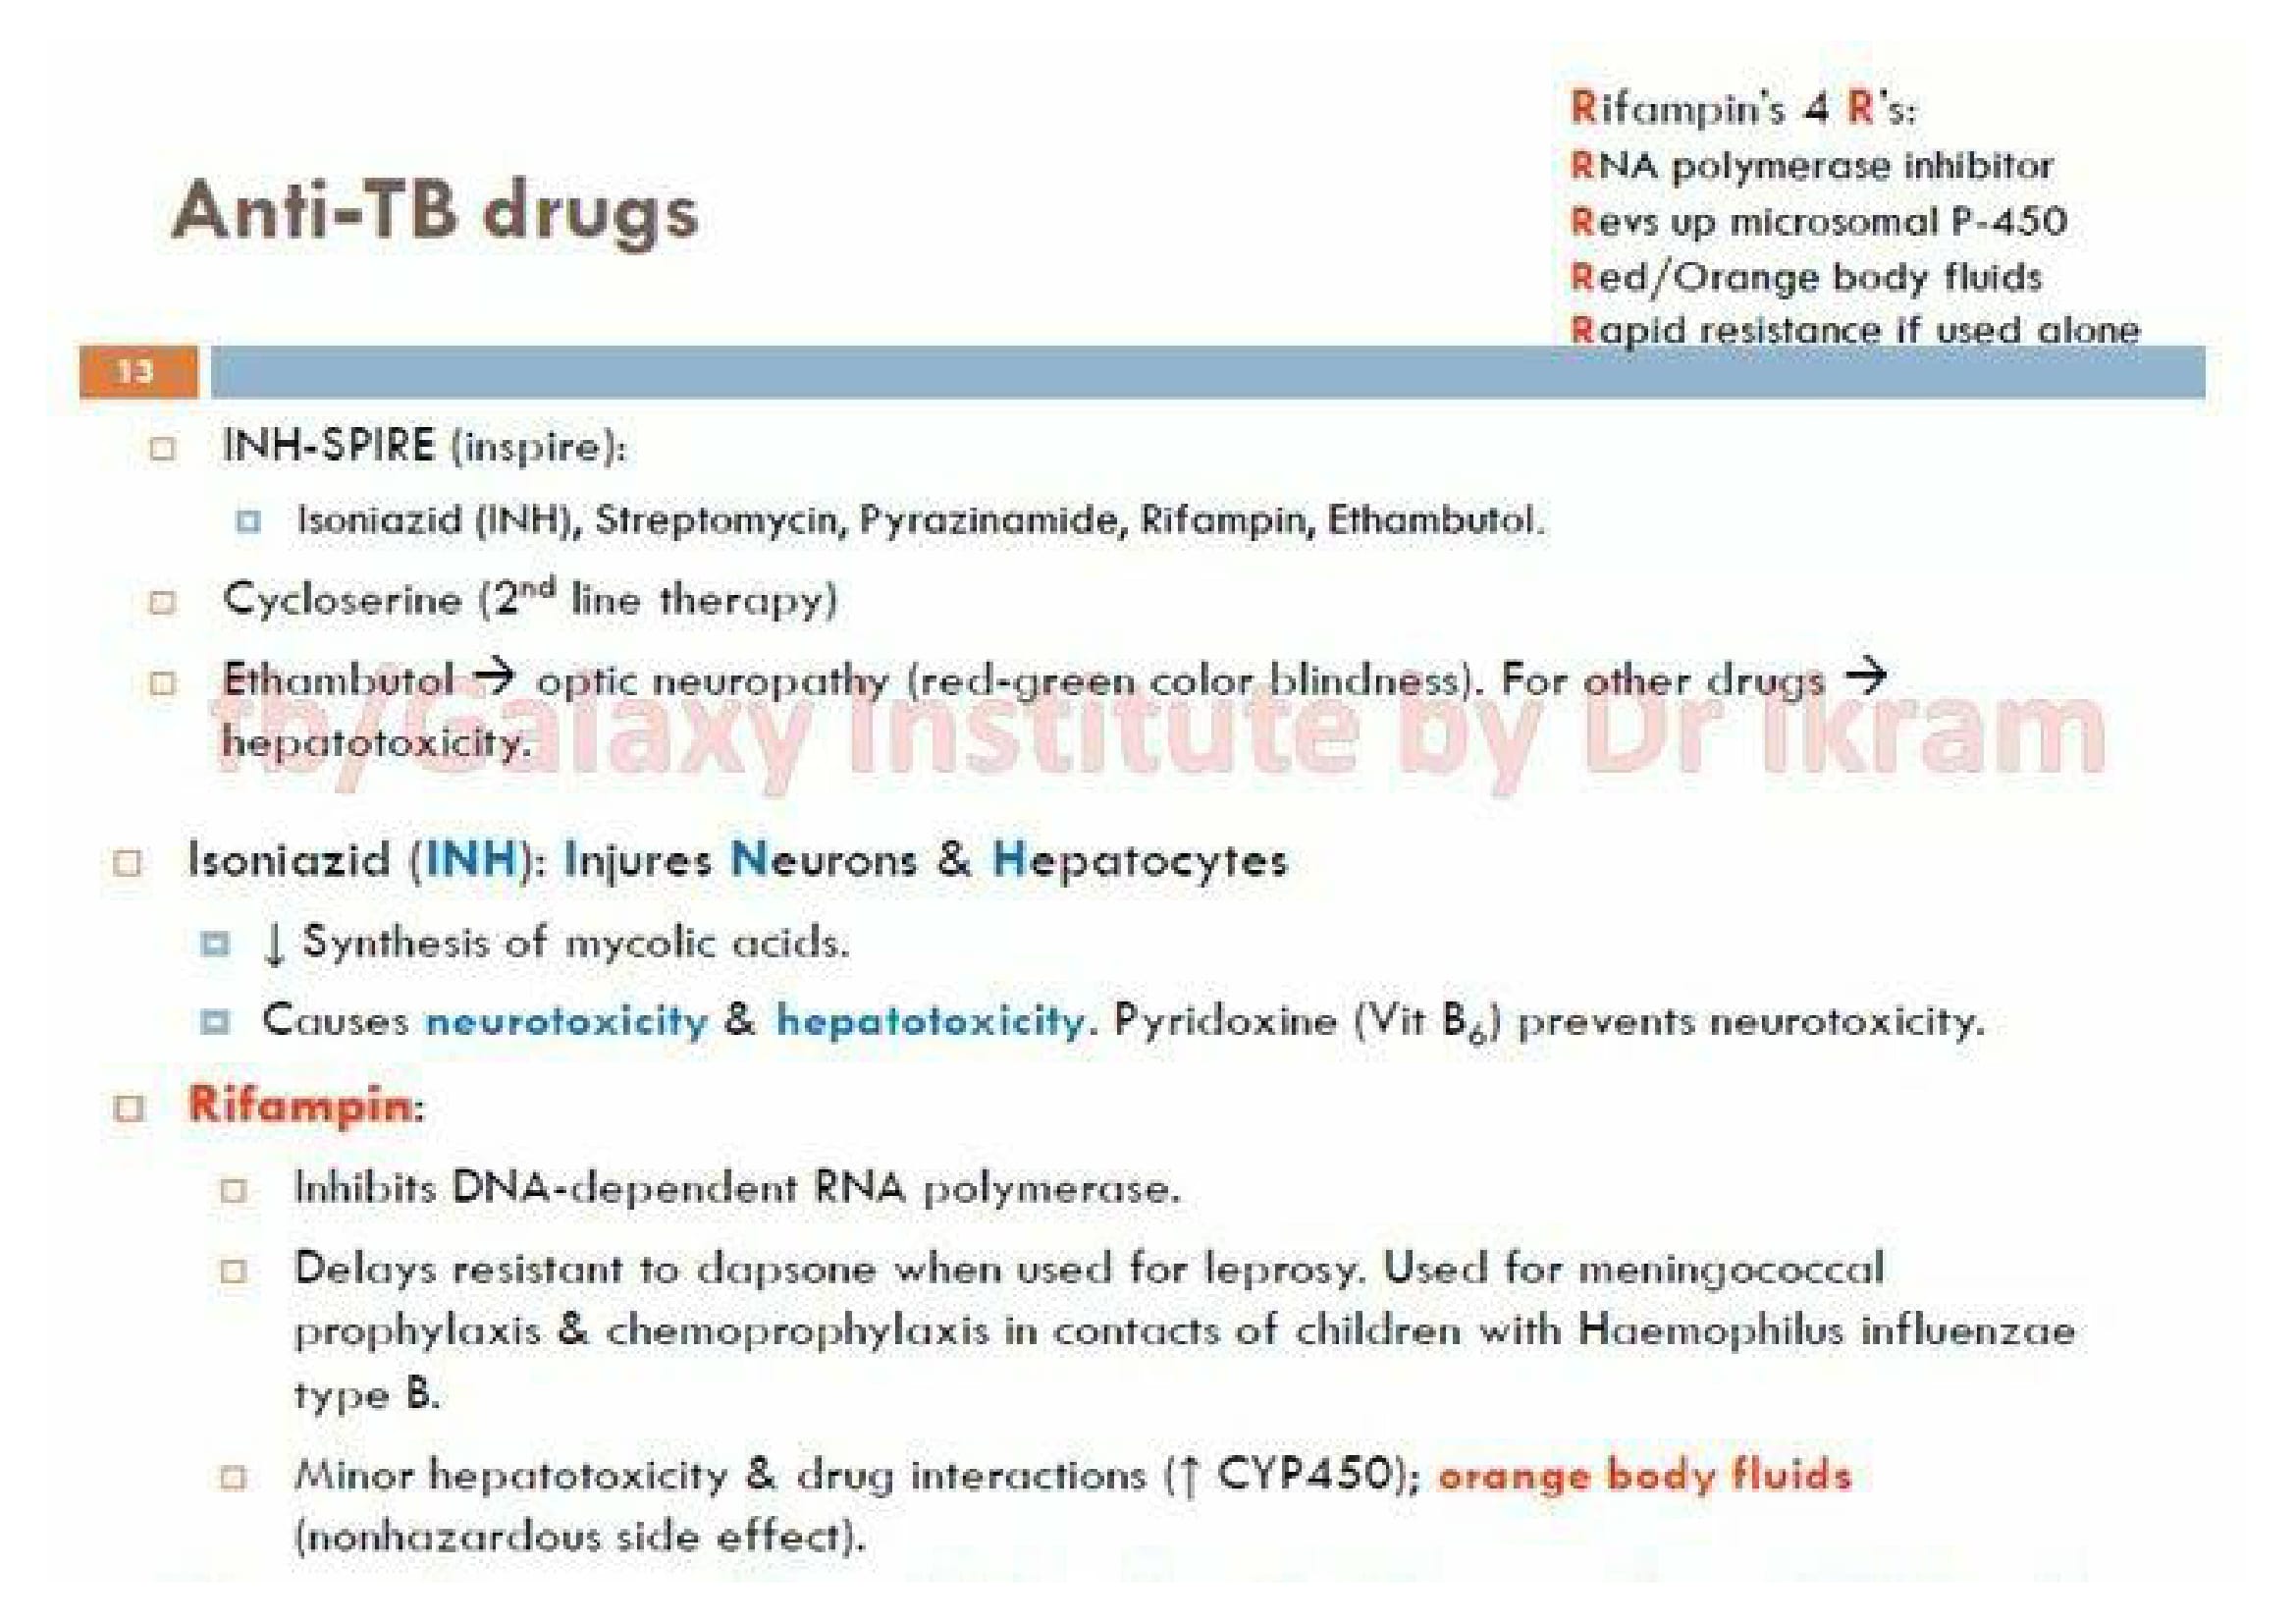 Rifampin's 4 R's:
RNA polymerase inhibitor
Revs up microsomal P-450
Red/Orange body fluids
Rapid resistance if used alone
Anti-TB drugs
13
INH-SPIRE (inspire):
Isoniazid (INH), Streptomycin, Pyrazinamide, Rifampin, Ethambutol.
Cycloserine (2nd line therapy)
Ethambutol → optic neuropathy (red-green color blindness). For other drugs →
hepatotoxicity.
fb/Galaxy Institute by Dr Ikram
Isoniazid (INH): Injures Neurons & Hepatocytes
↓ Synthesis of mycolic acids.
Causes neurotoxicity & hepatotoxicity. Pyridoxine (Vit B₆) prevents neurotoxicity.
Rifampin:
Inhibits DNA-dependent RNA polymerase.
Delays resistant to dapsone when used for leprosy. Used for meningococcal
prophylaxis & chemoprophylaxis in contacts of children with Haemophilus influenzae
type B.
Minor hepatotoxicity & drug interactions (↑ CYP450); orange body fluids
(nonhazardous side effect).